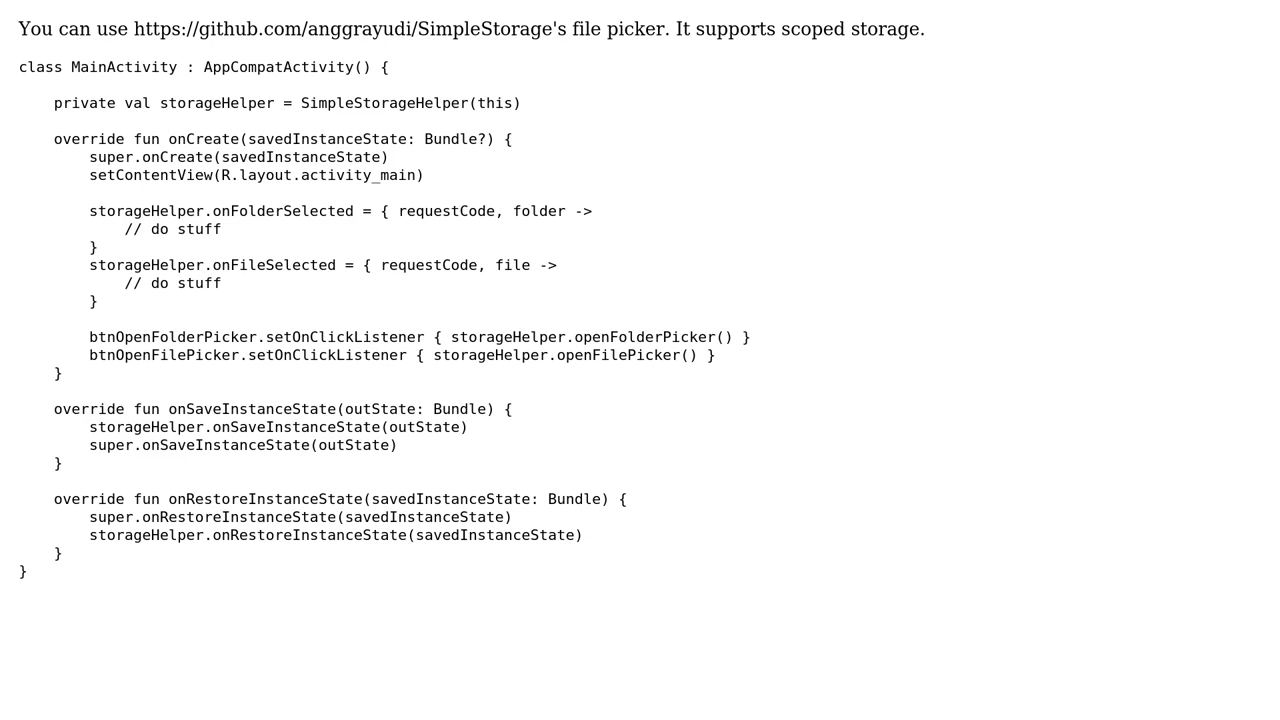 You can use https://github.com/anggrayudi/SimpleStorage's file picker. It supports scoped storage.
class MainActivity : AppCompatActivity() {

    private val storageHelper = SimpleStorageHelper(this)

    override fun onCreate(savedInstanceState: Bundle?) {
        super.onCreate(savedInstanceState)
        setContentView(R.layout.activity_main)

        storageHelper.onFolderSelected = { requestCode, folder ->
            // do stuff
        }
        storageHelper.onFileSelected = { requestCode, file ->
            // do stuff
        }

        btnOpenFolderPicker.setOnClickListener { storageHelper.openFolderPicker() }
        btnOpenFilePicker.setOnClickListener { storageHelper.openFilePicker() }
    }

    override fun onSaveInstanceState(outState: Bundle) {
        storageHelper.onSaveInstanceState(outState)
        super.onSaveInstanceState(outState)
    }

    override fun onRestoreInstanceState(savedInstanceState: Bundle) {
        super.onRestoreInstanceState(savedInstanceState)
        storageHelper.onRestoreInstanceState(savedInstanceState)
    }
}